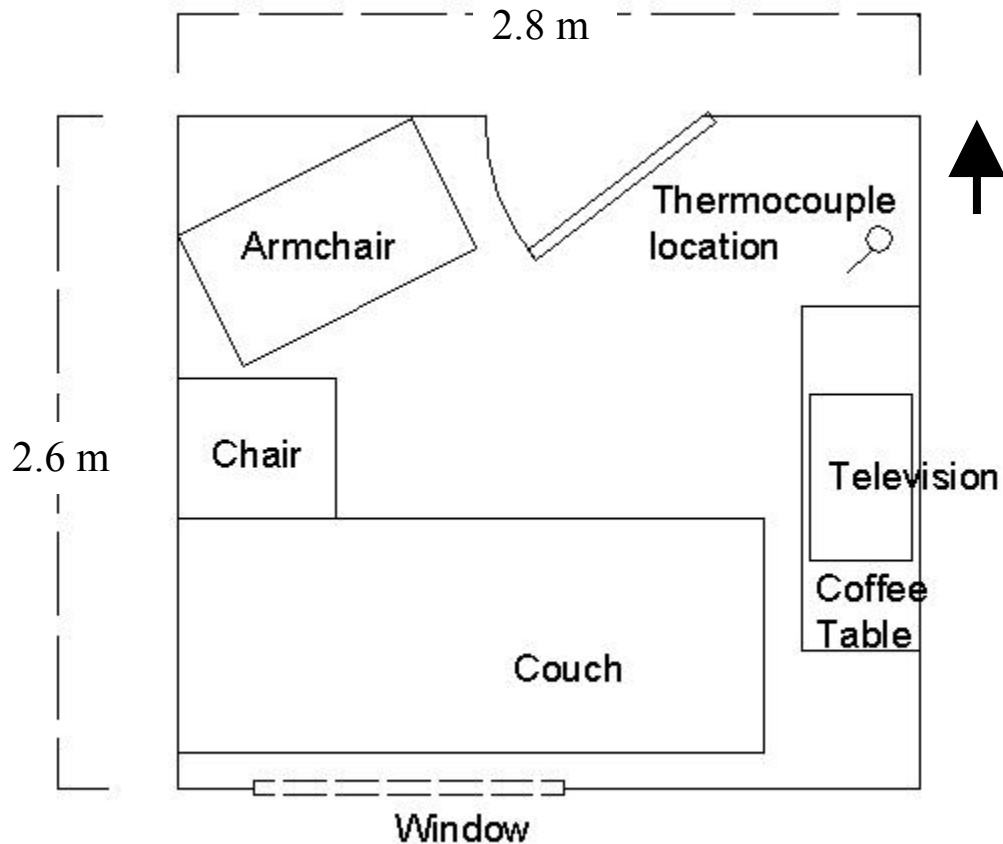 2.8 m
Thermocouple
location
Armchair
2.6 m
Chair
Television
Coffee
Table
Couch
Window